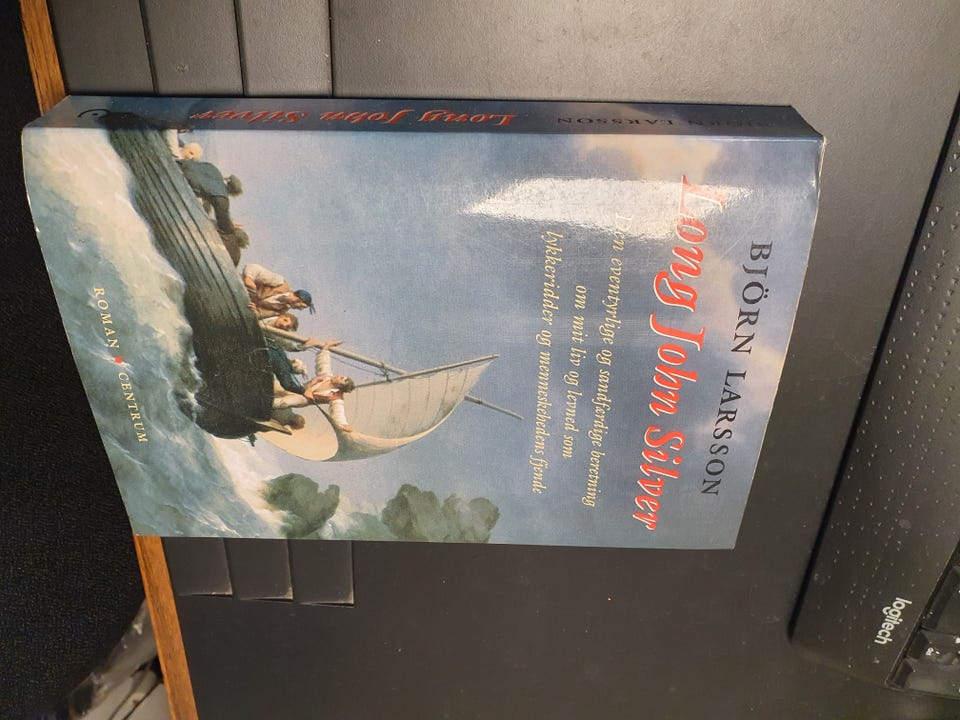 BJÖRN LARSSON
Long John Silver
Den eventyrlige og sandfærdige beretning
om mit liv og levned som
lykkeridder og menneskehedens fjende
ROMAN • CENTRUM
BJÖRN LARSSON
Long John Silver
logitech